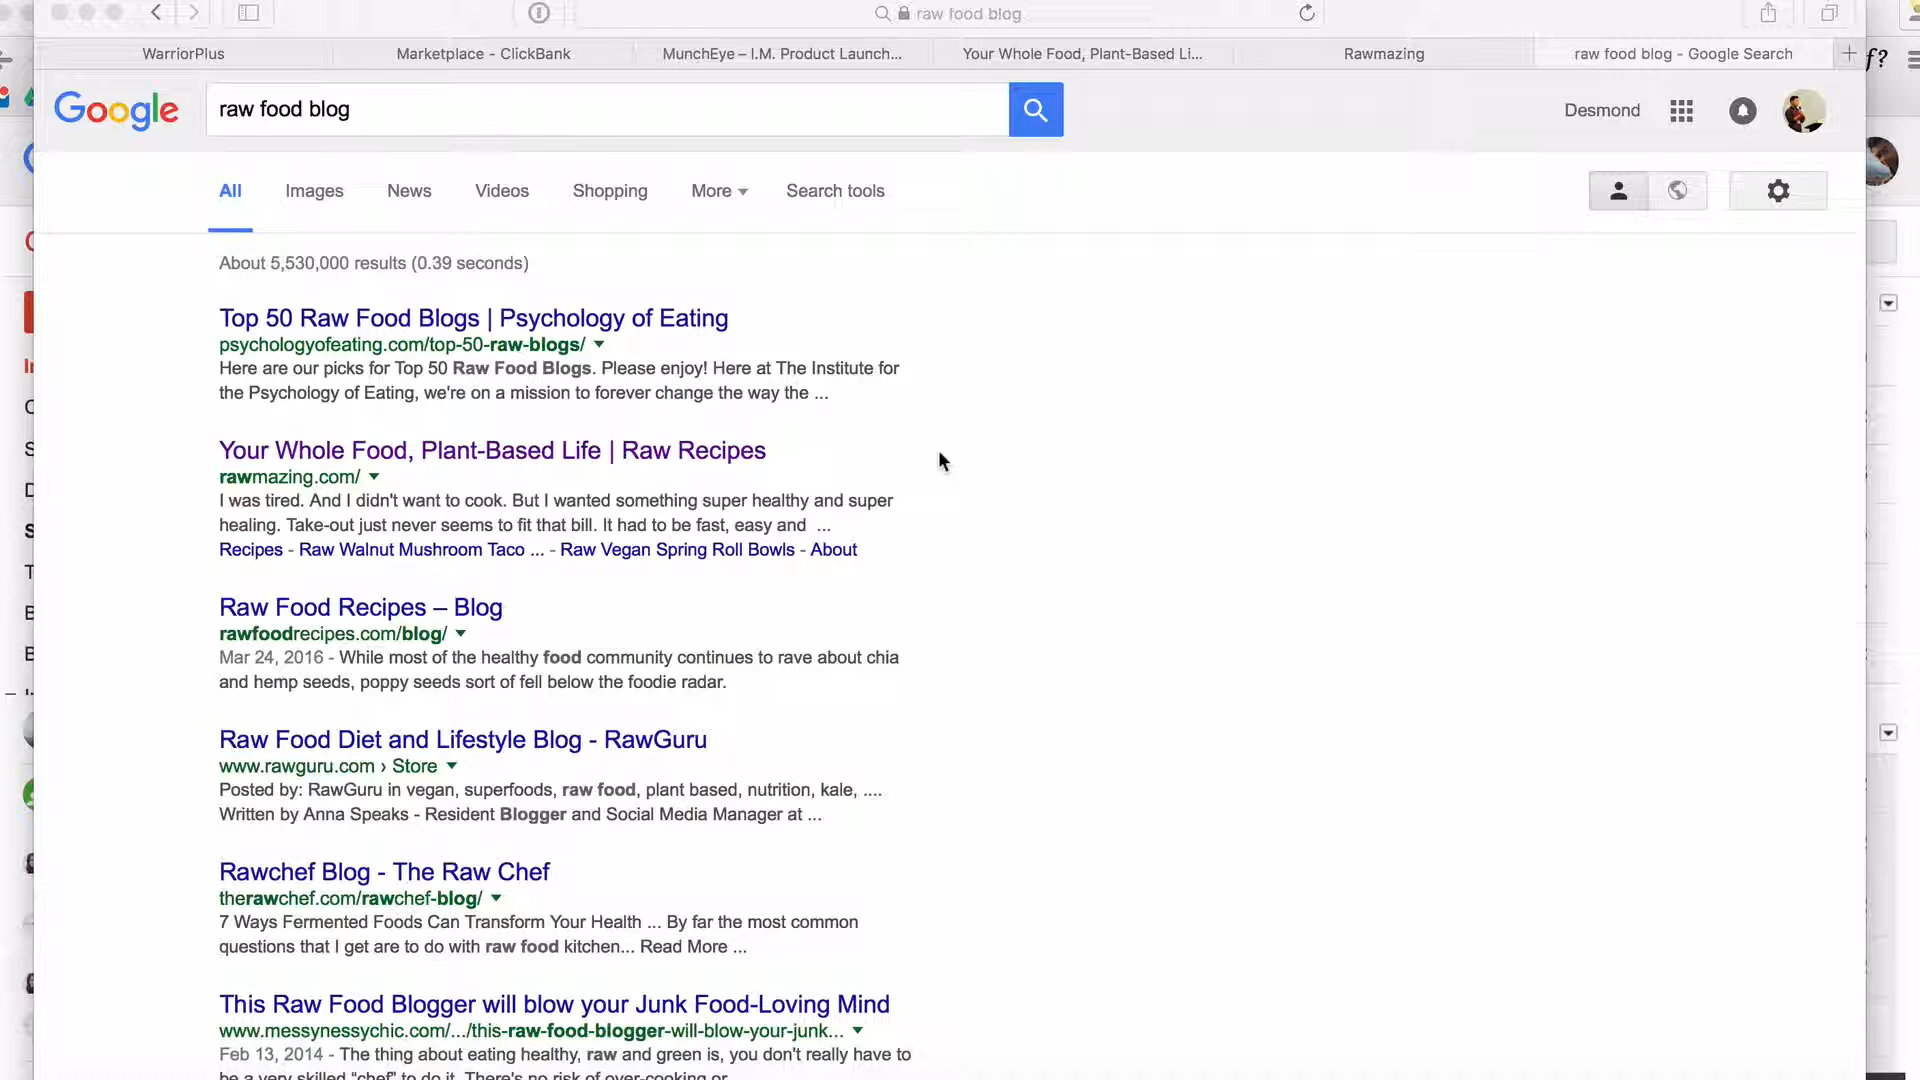 raw food blog
WarriorPlus
Marketplace - ClickBank
MunchEye – I.M. Product Launch...
Your Whole Food, Plant-Based Li...
Rawmazing
raw food blog - Google Search
f?
Google
raw food blog
Desmond
All
Images
News
Videos
Shopping
More
Search tools
About 5,530,000 results (0.39 seconds)
Top 50 Raw Food Blogs | Psychology of Eating
psychologyofeating.com/top-50-raw-blogs/
Here are our picks for Top 50 Raw Food Blogs. Please enjoy! Here at The Institute for
the Psychology of Eating, we're on a mission to forever change the way the ...
Your Whole Food, Plant-Based Life | Raw Recipes
rawmazing.com/
I was tired. And I didn't want to cook. But I wanted something super healthy and super
healing. Take-out just never seems to fit that bill. It had to be fast, easy and ...
Recipes - Raw Walnut Mushroom Taco ... - Raw Vegan Spring Roll Bowls - About
Raw Food Recipes – Blog
rawfoodrecipes.com/blog/
Mar 24, 2016 - While most of the healthy food community continues to rave about chia
and hemp seeds, poppy seeds sort of fell below the foodie radar.
Raw Food Diet and Lifestyle Blog - RawGuru
www.rawguru.com › Store
Posted by: RawGuru in vegan, superfoods, raw food, plant based, nutrition, kale, ....
Written by Anna Speaks - Resident Blogger and Social Media Manager at ...
Rawchef Blog - The Raw Chef
therawchef.com/rawchef-blog/
7 Ways Fermented Foods Can Transform Your Health ... By far the most common
questions that I get are to do with raw food kitchen... Read More ...
This Raw Food Blogger will blow your Junk Food-Loving Mind
www.messynessychic.com/.../this-raw-food-blogger-will-blow-your-junk...
Feb 13, 2014 - The thing about eating healthy, raw and green is, you don't really have to
be a very skilled “chef” to do it. There's no risk of over-cooking or